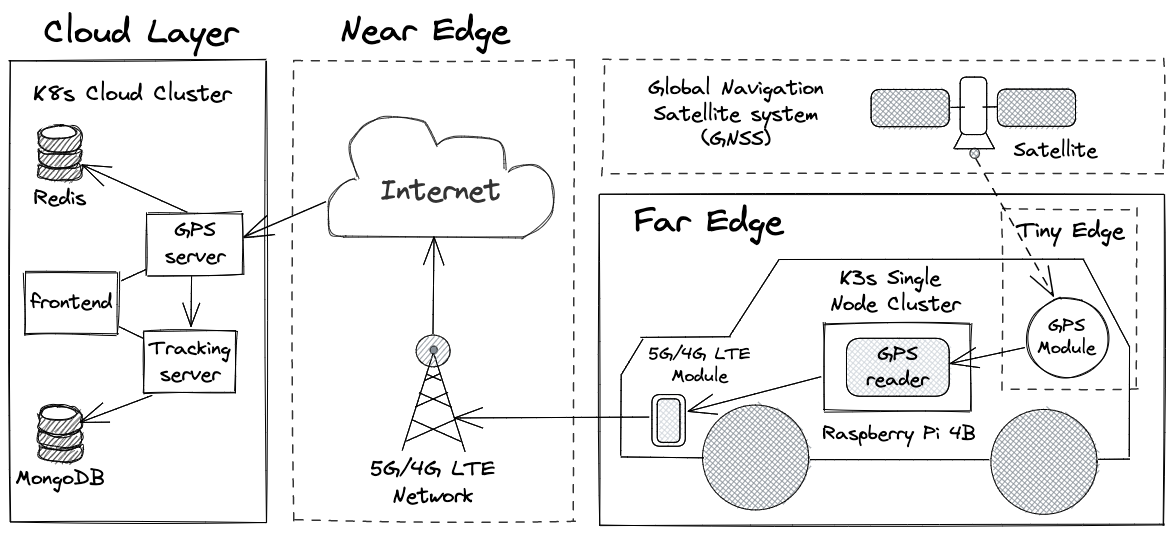 Cloud Layer
K8s Cloud Cluster
Redis
GPS
server
frontend
Tracking
server
MongoDB
Near Edge
Internet
5G/4G LTE
Network
Global Navigation
Satellite system
(GNSS)
Satellite
Far Edge
Tiny Edge
K3s Single
Node Cluster
GPS
Module
GPS
reader
5G/4G LTE
Module
Raspberry Pi 4B